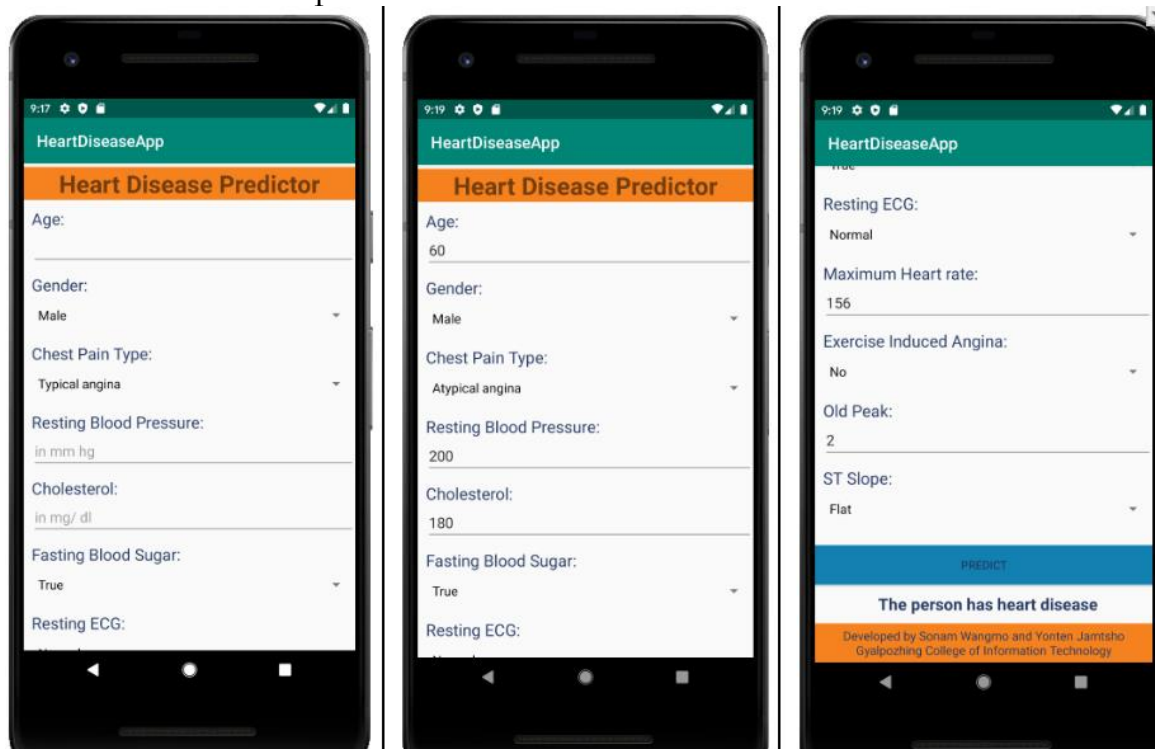 9:17
HeartDiseaseApp
Heart Disease Predictor
Age:
Gender:
Male
Chest Pain Type:
Typical angina
Resting Blood Pressure:
in mm hg
Cholesterol:
in mg/ dl
Fasting Blood Sugar:
True
Resting ECG:
9:19
HeartDiseaseApp
Heart Disease Predictor
Age:
60
Gender:
Male
Chest Pain Type:
Atypical angina
Resting Blood Pressure:
200
Cholesterol:
180
Fasting Blood Sugar:
True
Resting ECG:
9:19
HeartDiseaseApp
Resting ECG:
Normal
Maximum Heart rate:
156
Exercise Induced Angina:
No
Old Peak:
2
ST Slope:
Flat
PREDICT
The person has heart disease
Developed by Sonam Wangmo and Yonten Jamtsho
Gyalpozhing College of Information Technology